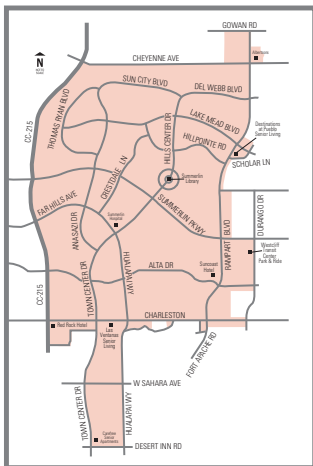 GOWAN RD
N
CHEYENNE AVE
SUN CITY BLVD
DEL WEBB BLVD
THOMAS RYAN BLVD
CC-215
LAKE MEAD BLVD
HILLS CENTER DR
HILLPOINTE RD
Destinations
at Pueblo
Senior Living
SCHOLAR LN
CRESTDALE LN
Summerlin
Library
FAR HILLS AVE
SUMMERLIN PKWY
ANASAZI DR
Summerlin
Hospital
RAMPART BLVD
DURANGO DR
Westcliff
Transit
Center
Park & Ride
TOWN CENTER DR
HUALAPAI WY
ALTA DR
Suncoast
Hotel
CC-215
CHARLESTON
Red Rock Hotel
Las
Ventanas
Senior
Living
FORT APACHE RD
W SAHARA AVE
TOWN CENTER DR
HUALAPAI WY
Senior
Apartments
DESERT INN RD